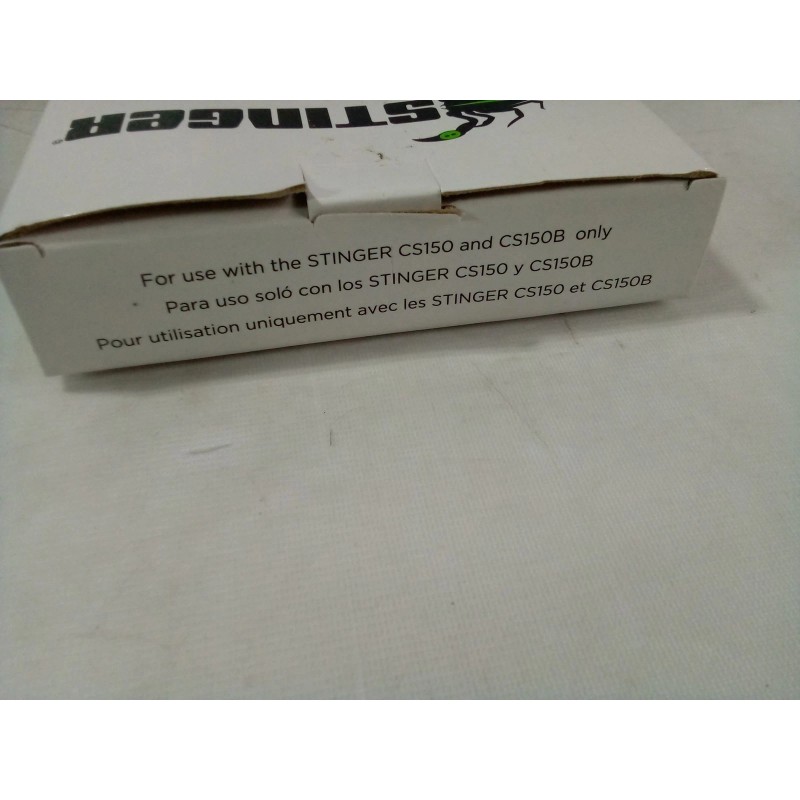 STINGER®
For use with the STINGER CS150 and CS150B only
Para uso soló con los STINGER CS150 y CS150B
Pour utilisation uniquement avec les STINGER CS150 et CS150B